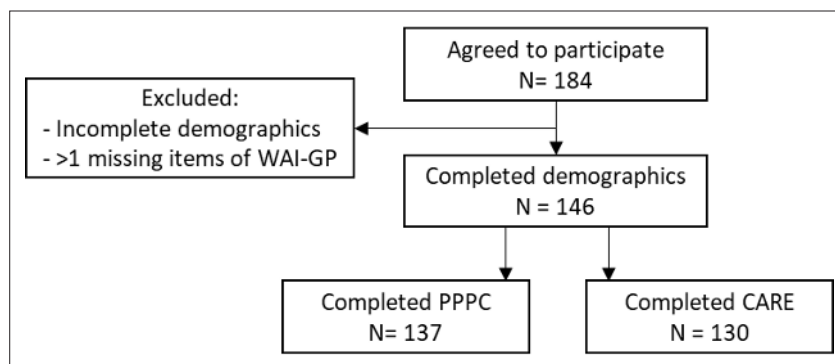 Agreed to participate
N= 184
Excluded:
- Incomplete demographics
- >1 missing items of WAI-GP
Completed demographics
N = 146
Completed PPPC
N= 137
Completed CARE
N = 130